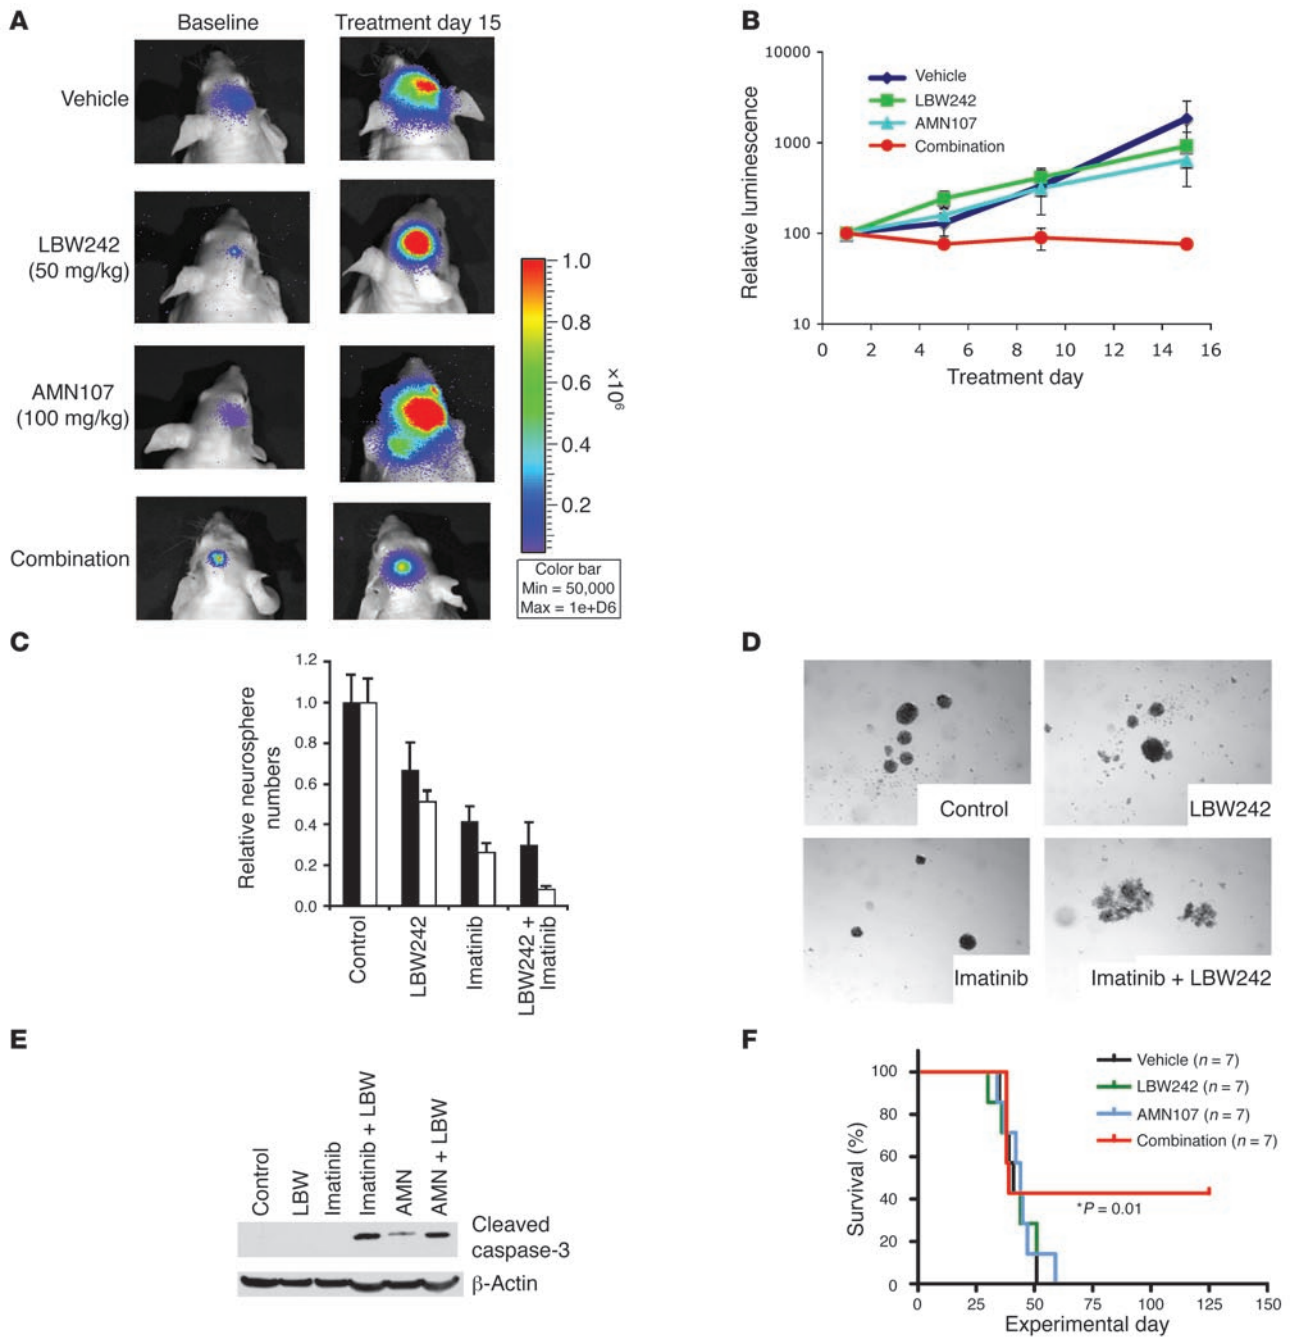 A
Baseline
Treatment day 15
Vehicle
LBW242
(50 mg/kg)
AMN107
(100 mg/kg)
Combination
1.0
0.8
0.6
0.4
0.2
×10⁶
Color bar
Min = 50,000
Max = 1e+D6
B
10000
1000
100
10
Relative luminescence
Vehicle
LBW242
AMN107
Combination
0 2 4 6 8 10 12 14 16
Treatment day
C
1.2
1.0
0.8
0.6
0.4
0.2
0.0
Relative neurosphere
numbers
Control
LBW242
Imatinib
LBW242 +
Imatinib
D
Control
LBW242
Imatinib
Imatinib + LBW242
E
Control
LBW
Imatinib
Imatinib + LBW
AMN
AMN + LBW
Cleaved
caspase-3
β-Actin
F
100
80
60
40
20
0
Survival (%)
Vehicle (n = 7)
LBW242 (n = 7)
AMN107 (n = 7)
Combination (n = 7)
*P = 0.01
0 25 50 75 100 125 150
Experimental day